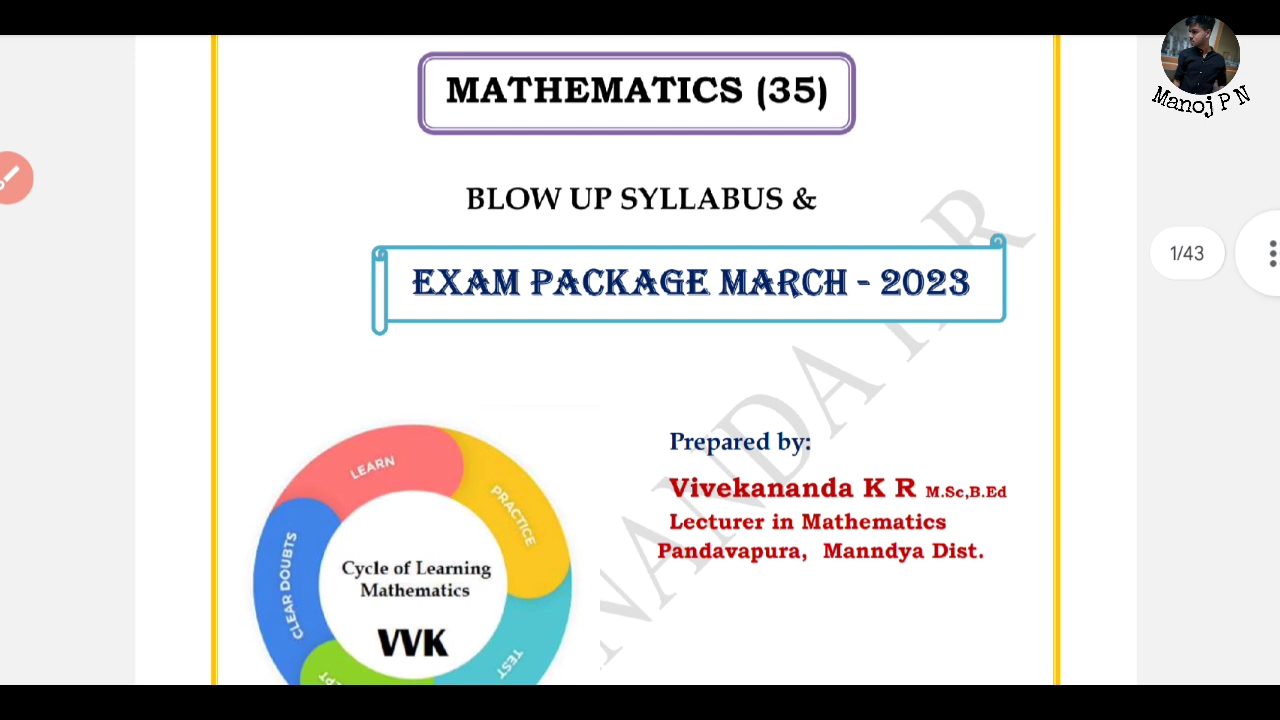 Manoj P N
MATHEMATICS (35)
BLOW UP SYLLABUS &
1/43
EXAM PACKAGE MARCH - 2023
Prepared by:
Vivekananda K R M.Sc,B.Ed
Lecturer in Mathematics
Pandavapura, Manndya Dist.
LEARN
PRACTICE
CLEAR DOUBTS
Cycle of Learning
Mathematics
VVK
TEST